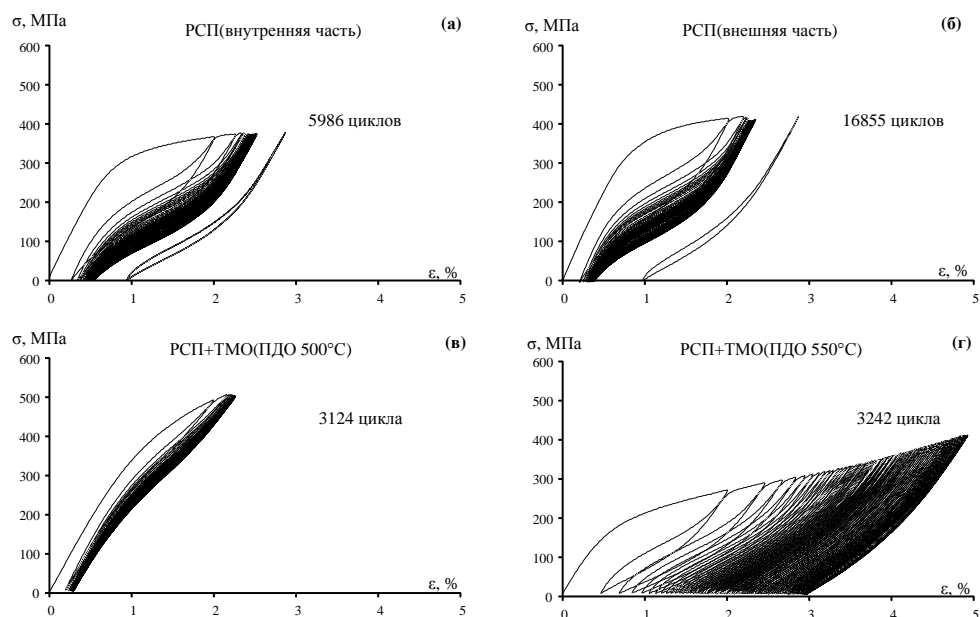 σ, МПа
РСП(внутренняя часть)
(а)
600
500
400
300
200
100
0
5986 циклов
ε, %
0 1 2 3 4 5
σ, МПа
РСП(внешняя часть)
(б)
600
500
400
300
200
100
0
16855 циклов
ε, %
0 1 2 3 4 5
σ, МПа
РСП+ТМО(ПДО 500°С)
(в)
600
500
400
300
200
100
0
3124 цикла
ε, %
0 1 2 3 4 5
σ, МПа
РСП+ТМО(ПДО 550°С)
(г)
600
500
400
300
200
100
0
3242 цикла
ε, %
0 1 2 3 4 5